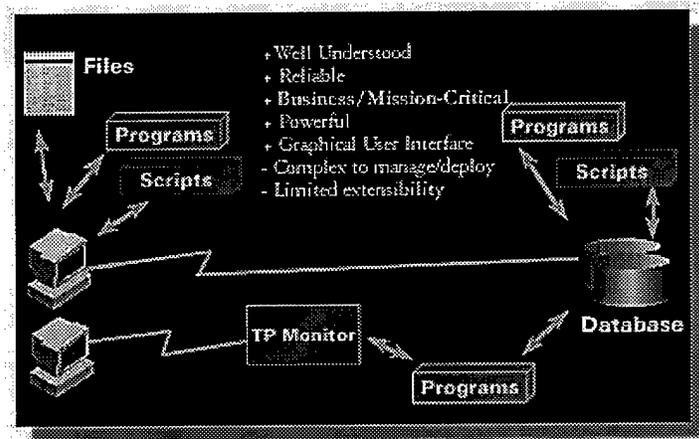 Files
+ Well Understood
+ Reliable
+ Business/Mission-Critical
+ Powerful
+ Graphical User Interface
- Complex to manage/deploy
- Limited extensibility
Programs
Scripts
Programs
Scripts
TP Monitor
Database
Programs